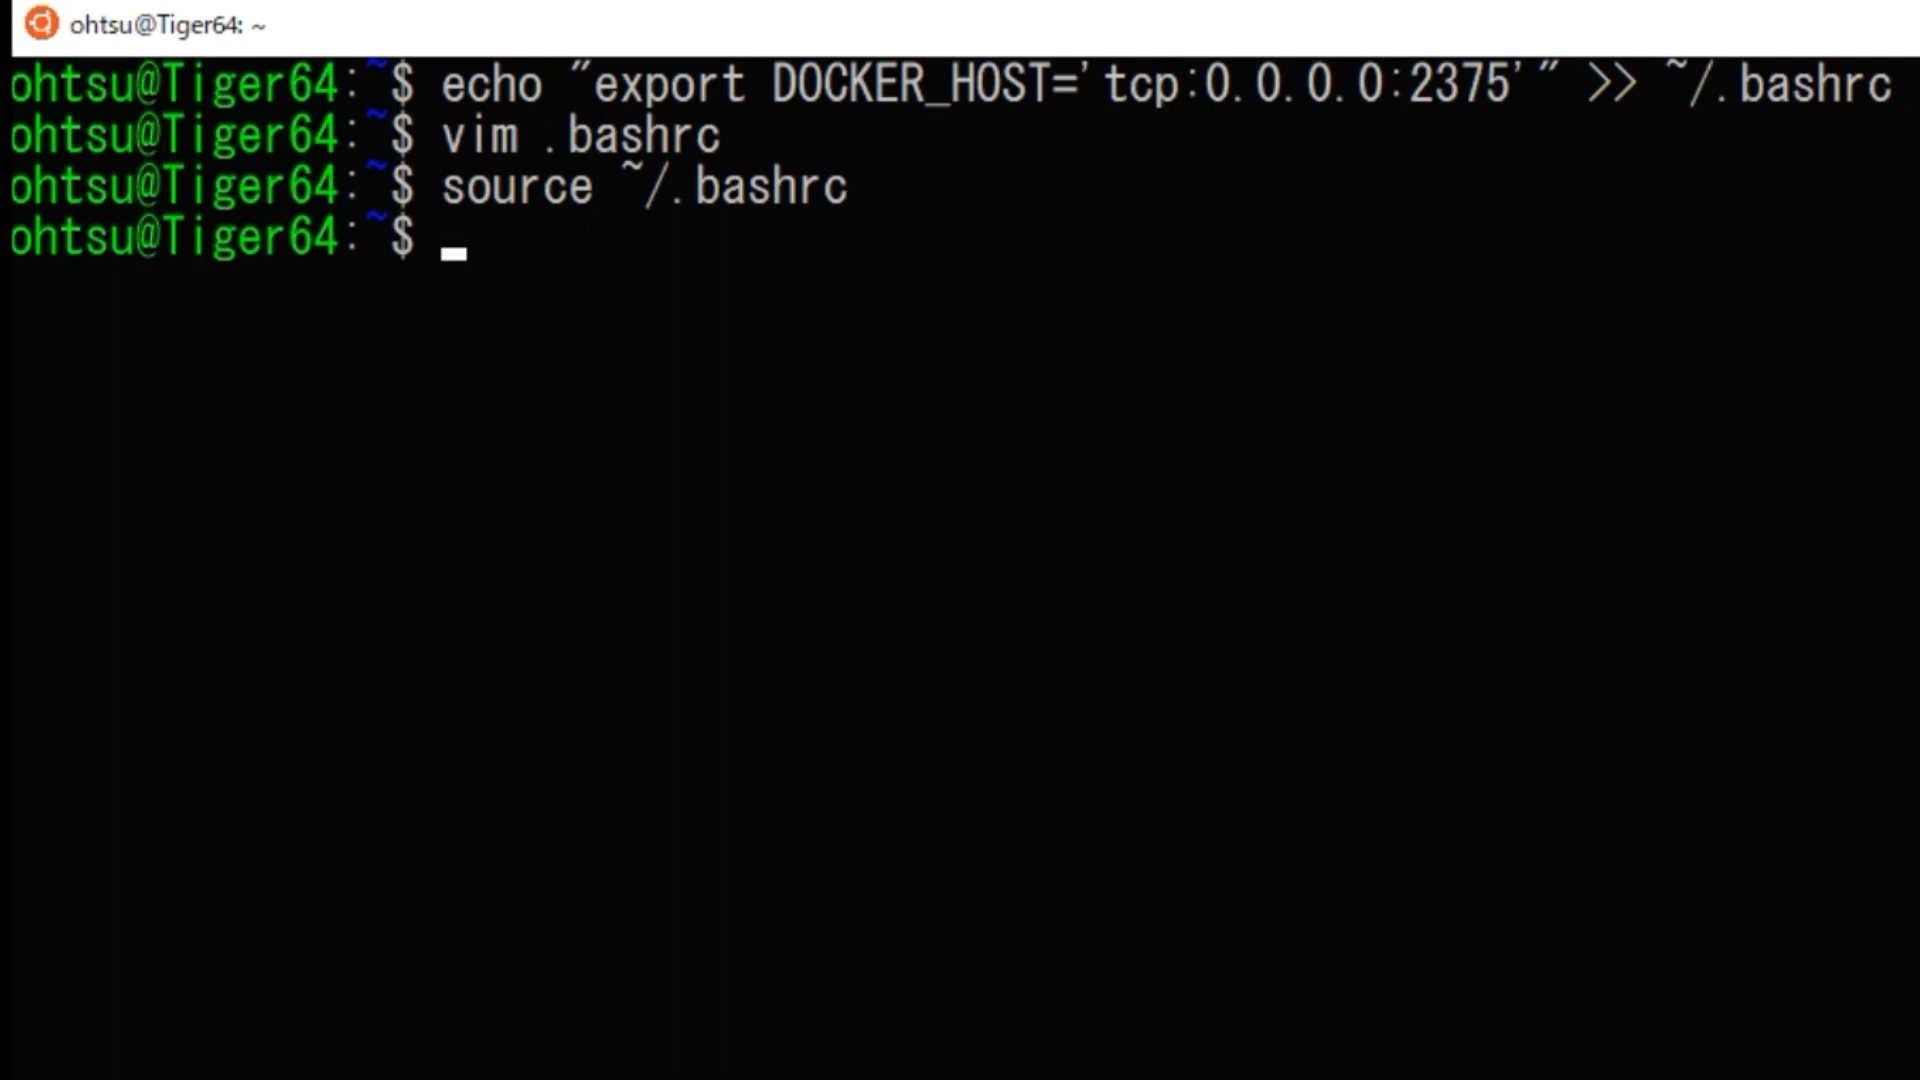 ohtsu@Tiger64: ~
ohtsu@Tiger64:~$ echo "export DOCKER_HOST='tcp:0.0.0.0:2375'" >> ~/.bashrc
ohtsu@Tiger64:~$ vim .bashrc
ohtsu@Tiger64:~$ source ~/.bashrc
ohtsu@Tiger64:~$